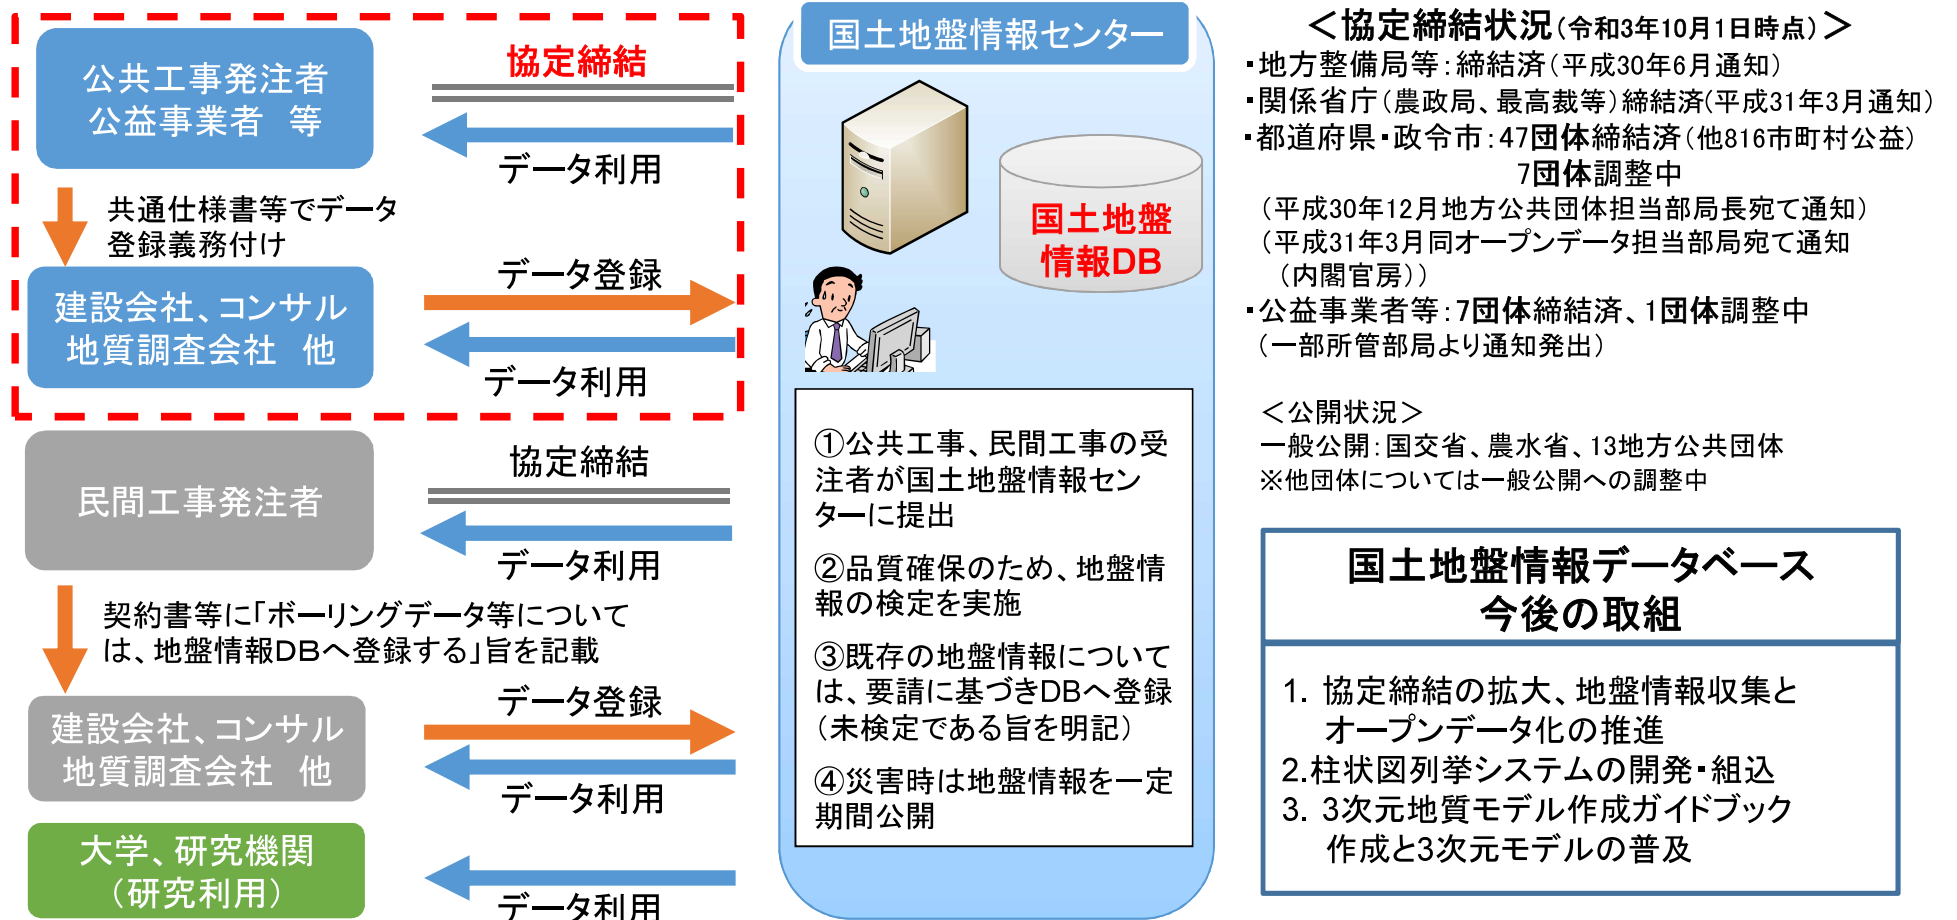 公共工事発注者
公益事業者　等
協定締結
データ利用
共通仕様書等でデータ
登録義務付け
建設会社、コンサル
地質調査会社　他
データ登録
データ利用
民間工事発注者
協定締結
データ利用
契約書等に「ボーリングデータ等について
は、地盤情報DBへ登録する」旨を記載
建設会社、コンサル
地質調査会社　他
データ登録
データ利用
大学、研究機関
（研究利用）
データ利用
国土地盤情報センター
国土地盤
情報DB
①公共工事、民間工事の受
注者が国土地盤情報セン
ターに提出
②品質確保のため、地盤情
報の検定を実施
③既存の地盤情報について
は、要請に基づきDBへ登録
（未検定である旨を明記）
④災害時は地盤情報を一定
期間公開
＜協定締結状況（令和3年10月1日時点）＞
・地方整備局等：締結済（平成30年6月通知）
・関係省庁（農政局、最高裁等）締結済(平成31年3月通知）
・都道府県・政令市：47団体締結済（他816市町村公益）
7団体調整中
（平成30年12月地方公共団体担当部局長宛て通知）
（平成31年3月同オープンデータ担当部局宛て通知
（内閣官房））
・公益事業者等：7団体締結済、1団体調整中
（一部所管部局より通知発出）
＜公開状況＞
一般公開：国交省、農水省、13地方公共団体
※他団体については一般公開への調整中
国土地盤情報データベース
今後の取組
1. 協定締結の拡大、地盤情報収集と
オープンデータ化の推進
2.柱状図列挙システムの開発・組込
3. 3次元地質モデル作成ガイドブック
作成と3次元モデルの普及